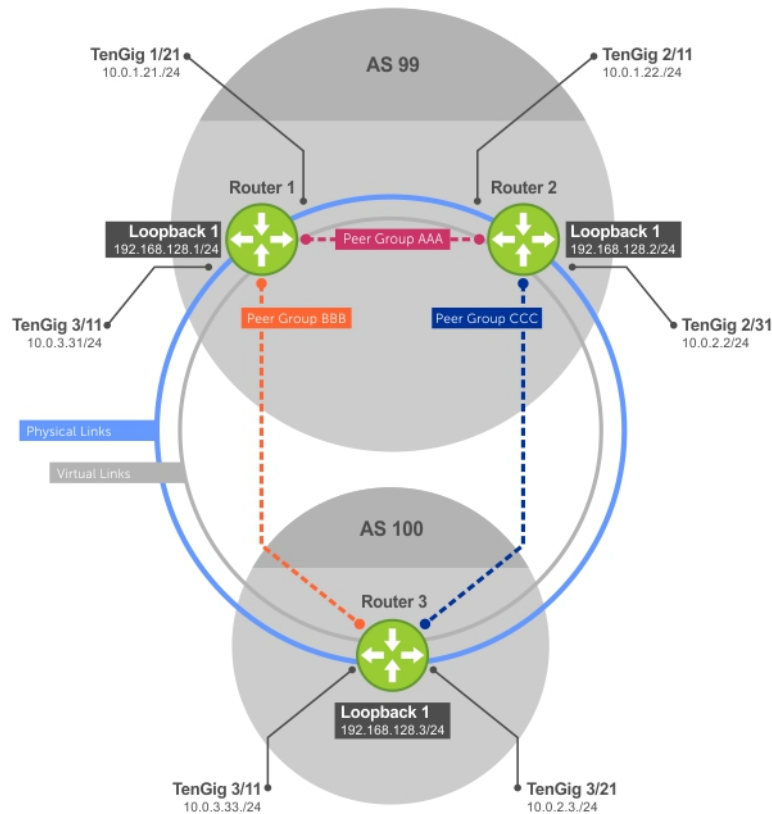 TenGig 1/21
10.0.1.21./24
AS 99
TenGig 2/11
10.0.1.22./24
Router 1
Router 2
Loopback 1
192.168.128.1/24
Peer Group AAA
Loopback 1
192.168.128.2/24
TenGig 3/11
10.0.3.31/24
Peer Group BBB
Peer Group CCC
TenGig 2/31
10.0.2.2/24
Physical Links
Virtual Links
AS 100
Router 3
Loopback 1
192.168.128.3/24
TenGig 3/11
10.0.3.33./24
TenGig 3/21
10.0.2.3./24